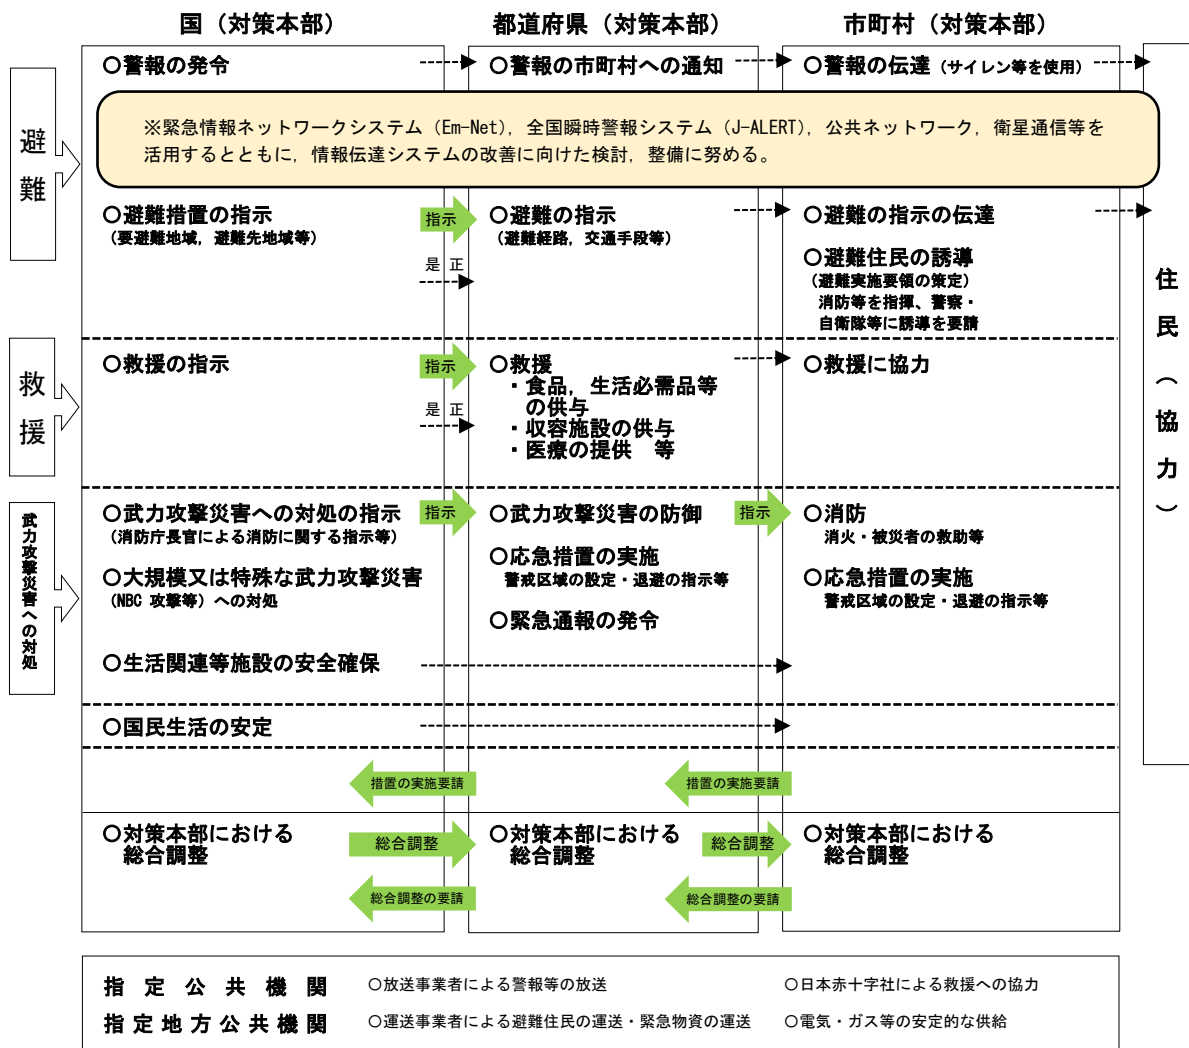 国（対策本部）
都道府県（対策本部）
市町村（対策本部）
避難
〇警報の発令
〇警報の市町村への通知
〇警報の伝達（サイレン等を使用）
※緊急情報ネットワークシステム（Em-Net），全国瞬時警報システム（J-ALERT），公共ネットワーク，衛星通信等を
活用するとともに，情報伝達システムの改善に向けた検討，整備に努める。
〇避難措置の指示
（要避難地域，避難先地域等）
指示
是正
〇避難の指示
（避難経路，交通手段等）
〇避難の指示の伝達
〇避難住民の誘導
（避難実施要領の策定）
消防等を指揮、警察・
自衛隊等に誘導を要請
住民（協力）
救援
〇救援の指示
指示
是正
〇救援
・食品，生活必需品等
の供与
・収容施設の供与
・医療の提供　等
〇救援に協力
武力攻撃災害への対処
〇武力攻撃災害への対処の指示
（消防庁長官による消防に関する指示等）
指示
〇武力攻撃災害の防御
指示
〇消防
消火・被災者の救助等
〇大規模又は特殊な武力攻撃災害
（NBC 攻撃等）への対処
〇応急措置の実施
警戒区域の設定・退避の指示等
〇応急措置の実施
警戒区域の設定・退避の指示等
〇緊急通報の発令
〇生活関連等施設の安全確保
〇国民生活の安定
措置の実施要請
措置の実施要請
〇対策本部における
総合調整
総合調整
〇対策本部における
総合調整
総合調整
〇対策本部における
総合調整
総合調整の要請
総合調整の要請
指定公共機関
〇放送事業者による警報等の放送
〇日本赤十字社による救援への協力
指定地方公共機関
〇運送事業者による避難住民の運送・緊急物資の運送
〇電気・ガス等の安定的な供給